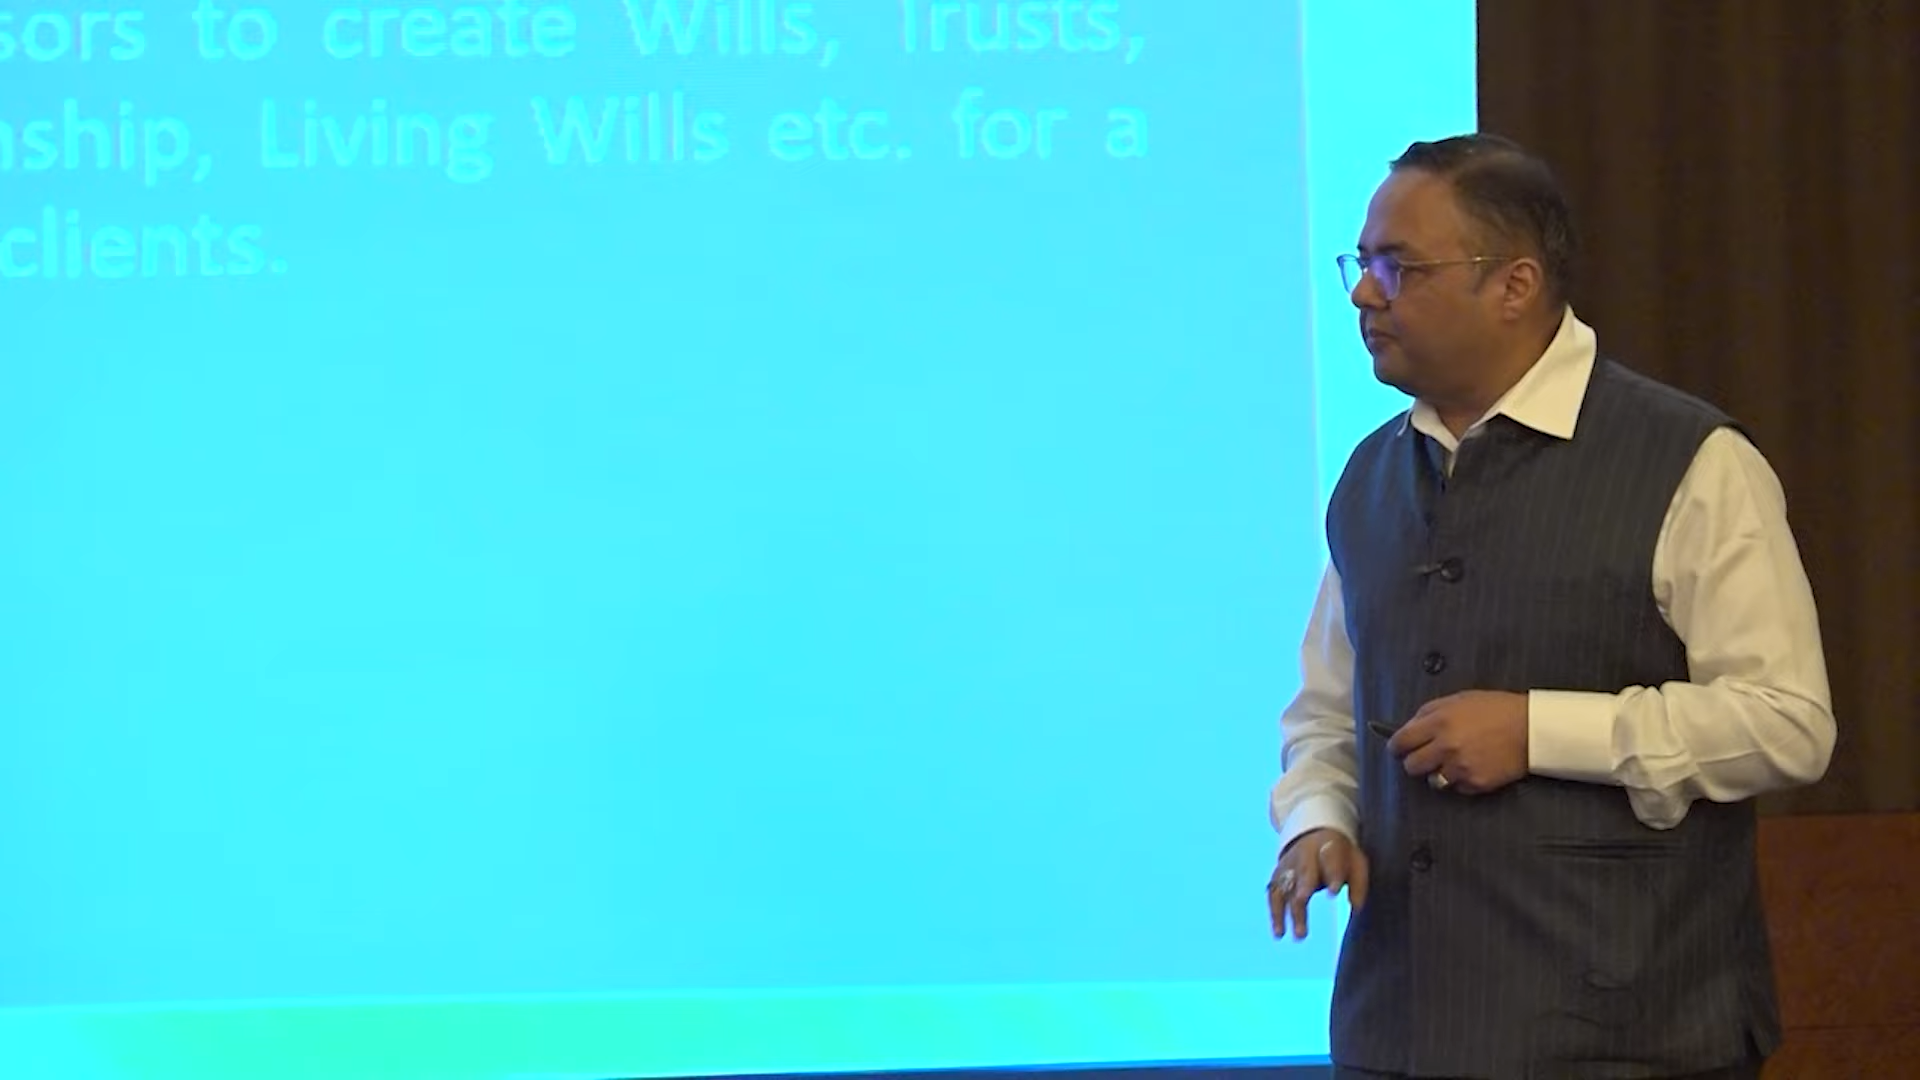 sors to create Wills, Trusts,
nship, Living Wills etc. for a
clients.